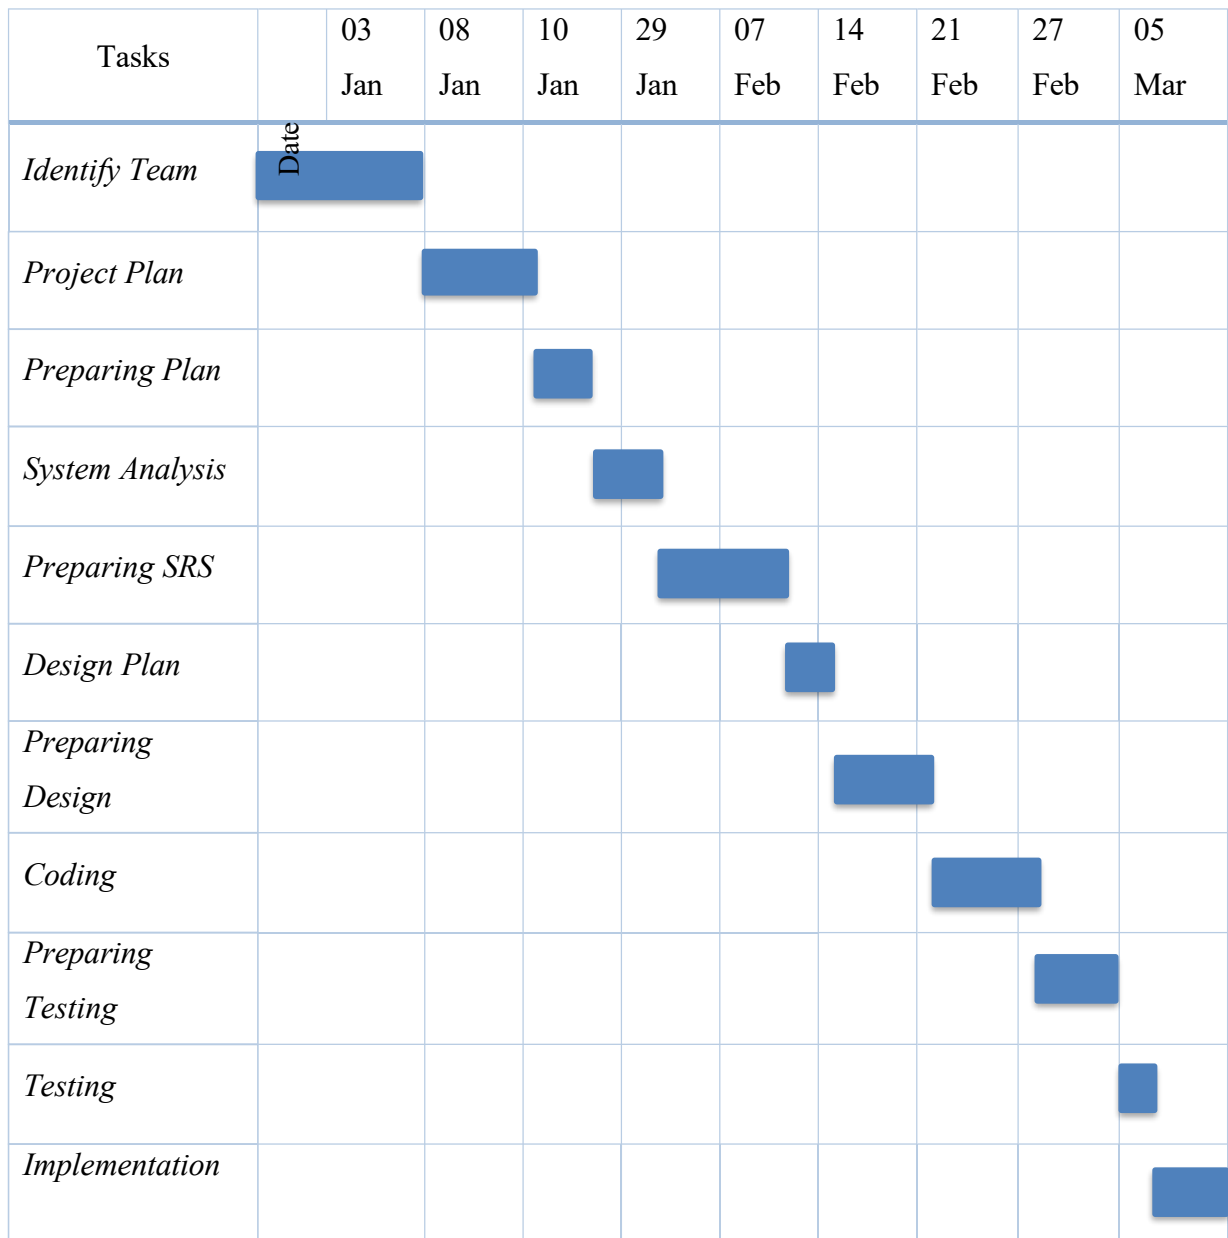 Tasks
Date
03 Jan
08 Jan
10 Jan
29 Jan
07 Feb
14 Feb
21 Feb
27 Feb
05 Mar
Identify Team
Project Plan
Preparing Plan
System Analysis
Preparing SRS
Design Plan
Preparing
Design
Coding
Preparing
Testing
Testing
Implementation